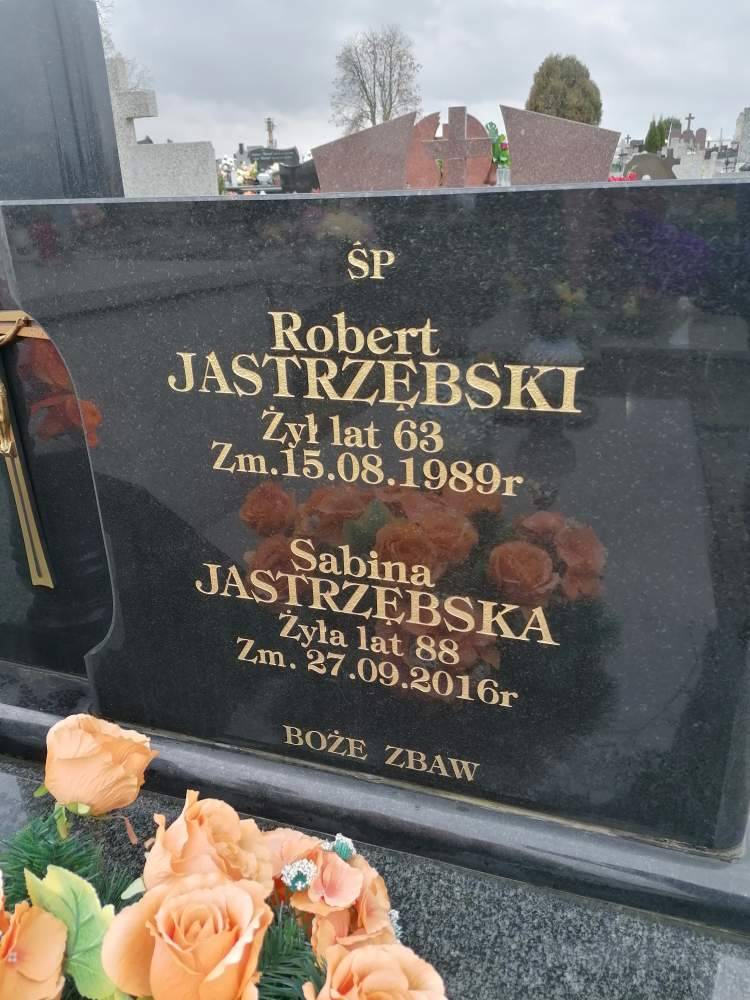 ŚP
Robert
JASTRZĘBSKI
Żył lat 63
Zm.15.08.1989r
Sabina
JASTRZĘBSKA
Żyła lat 88
Zm. 27.09.2016r
BOŻE ZBAW